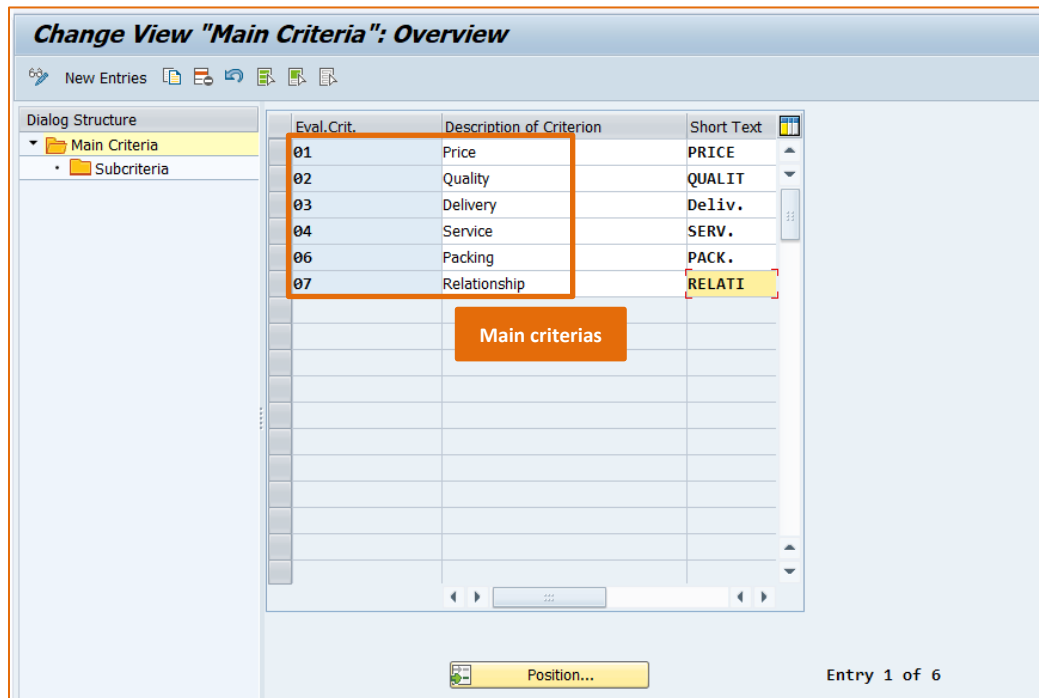 Change View "Main Criteria": Overview
New Entries
Dialog Structure
Main Criteria
Subcriteria
Eval.Crit. Description of Criterion Short Text
01 Price PRICE
02 Quality QUALIT
03 Delivery Deliv.
04 Service SERV.
06 Packing PACK.
07 Relationship RELATI
Main criterias
Position... Entry 1 of 6